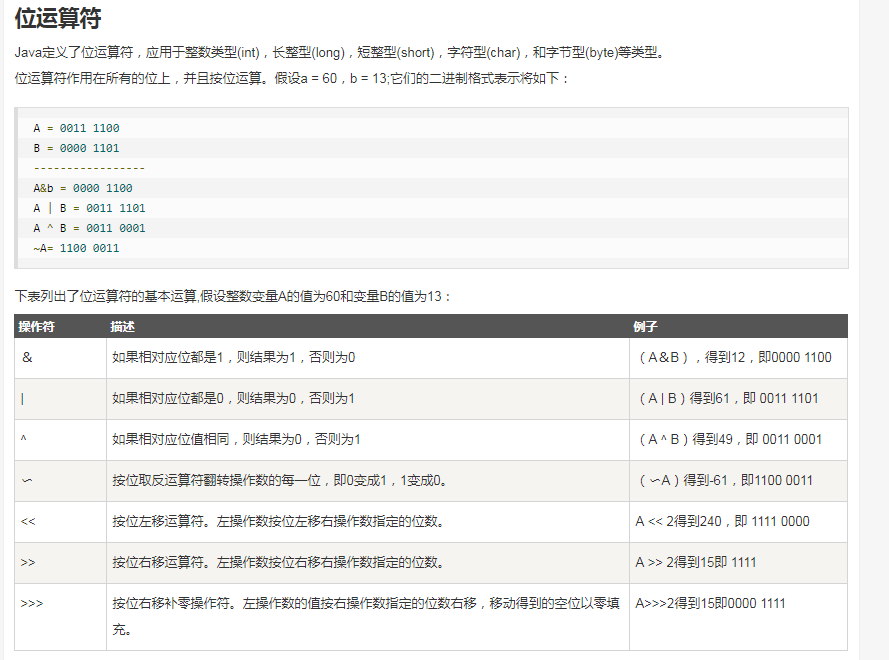 位运算符
Java定义了位运算符，应用于整数类型(int)，长整型(long)，短整型(short)，字符型(char)，和字节型(byte)等类型。
位运算符作用在所有的位上，并且按位运算。假设a = 60，b = 13;它们的二进制格式表示将如下：
A = 0011 1100
B = 0000 1101
-----------------
A&b = 0000 1100
A | B = 0011 1101
A ^ B = 0011 0001
~A= 1100 0011
下表列出了位运算符的基本运算,假设整数变量A的值为60和变量B的值为13：
操作符 描述 例子
＆ 如果相对应位都是1，则结果为1，否则为0 （A＆B），得到12，即0000 1100
| 如果相对应位都是0，则结果为0，否则为1 （A | B）得到61，即 0011 1101
^ 如果相对应位值相同，则结果为0，否则为1 （A ^ B）得到49，即 0011 0001
〜 按位取反运算符翻转操作数的每一位，即0变成1，1变成0。 （〜A）得到-61，即1100 0011
<< 按位左移运算符。左操作数按位左移右操作数指定的位数。 A << 2得到240，即 1111 0000
>> 按位右移运算符。左操作数按位右移右操作数指定的位数。 A >> 2得到15即 1111
>>> 按位右移补零操作符。左操作数的值按右操作数指定的位数右移，移动得到的空位以零填 A>>>2得到15即0000 1111
充。